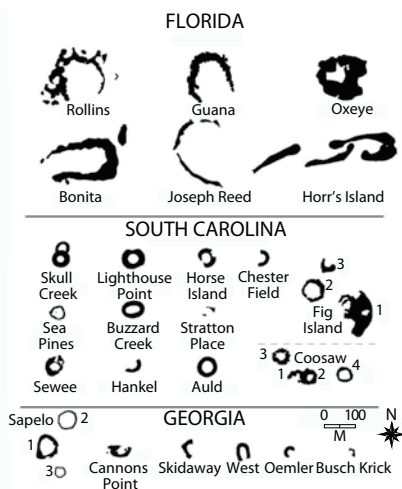 FLORIDA
Rollins
Guana
Oxeye
Bonita
Joseph Reed
Horr's Island
SOUTH CAROLINA
Skull
Creek
Lighthouse
Point
Horse
Island
Chester
Field
3
2
Fig
Island
1
Sea
Pines
Buzzard
Creek
Stratton
Place
Sewee
Hankel
Auld
3
Coosaw
1
2
4
GEORGIA
0 100
M
N
Sapelo
2
1
3
Cannons
Point
Skidaway
West
Oemler
Busch Krick